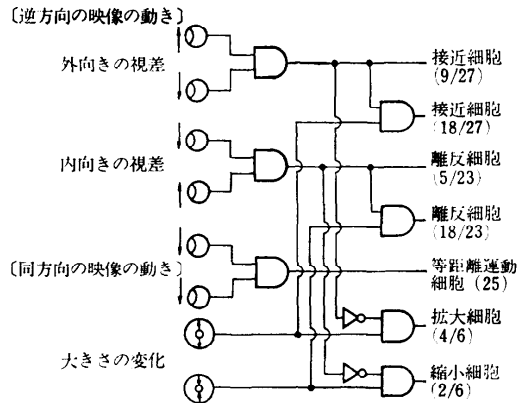 〔逆方向の映像の動き〕
外向きの視差
内向きの視差
〔同方向の映像の動き〕
大きさの変化
接近細胞
(9/27)
接近細胞
(18/27)
離反細胞
(5/23)
離反細胞
(18/23)
等距離運動
細胞 (25)
拡大細胞
(4/6)
縮小細胞
(2/6)